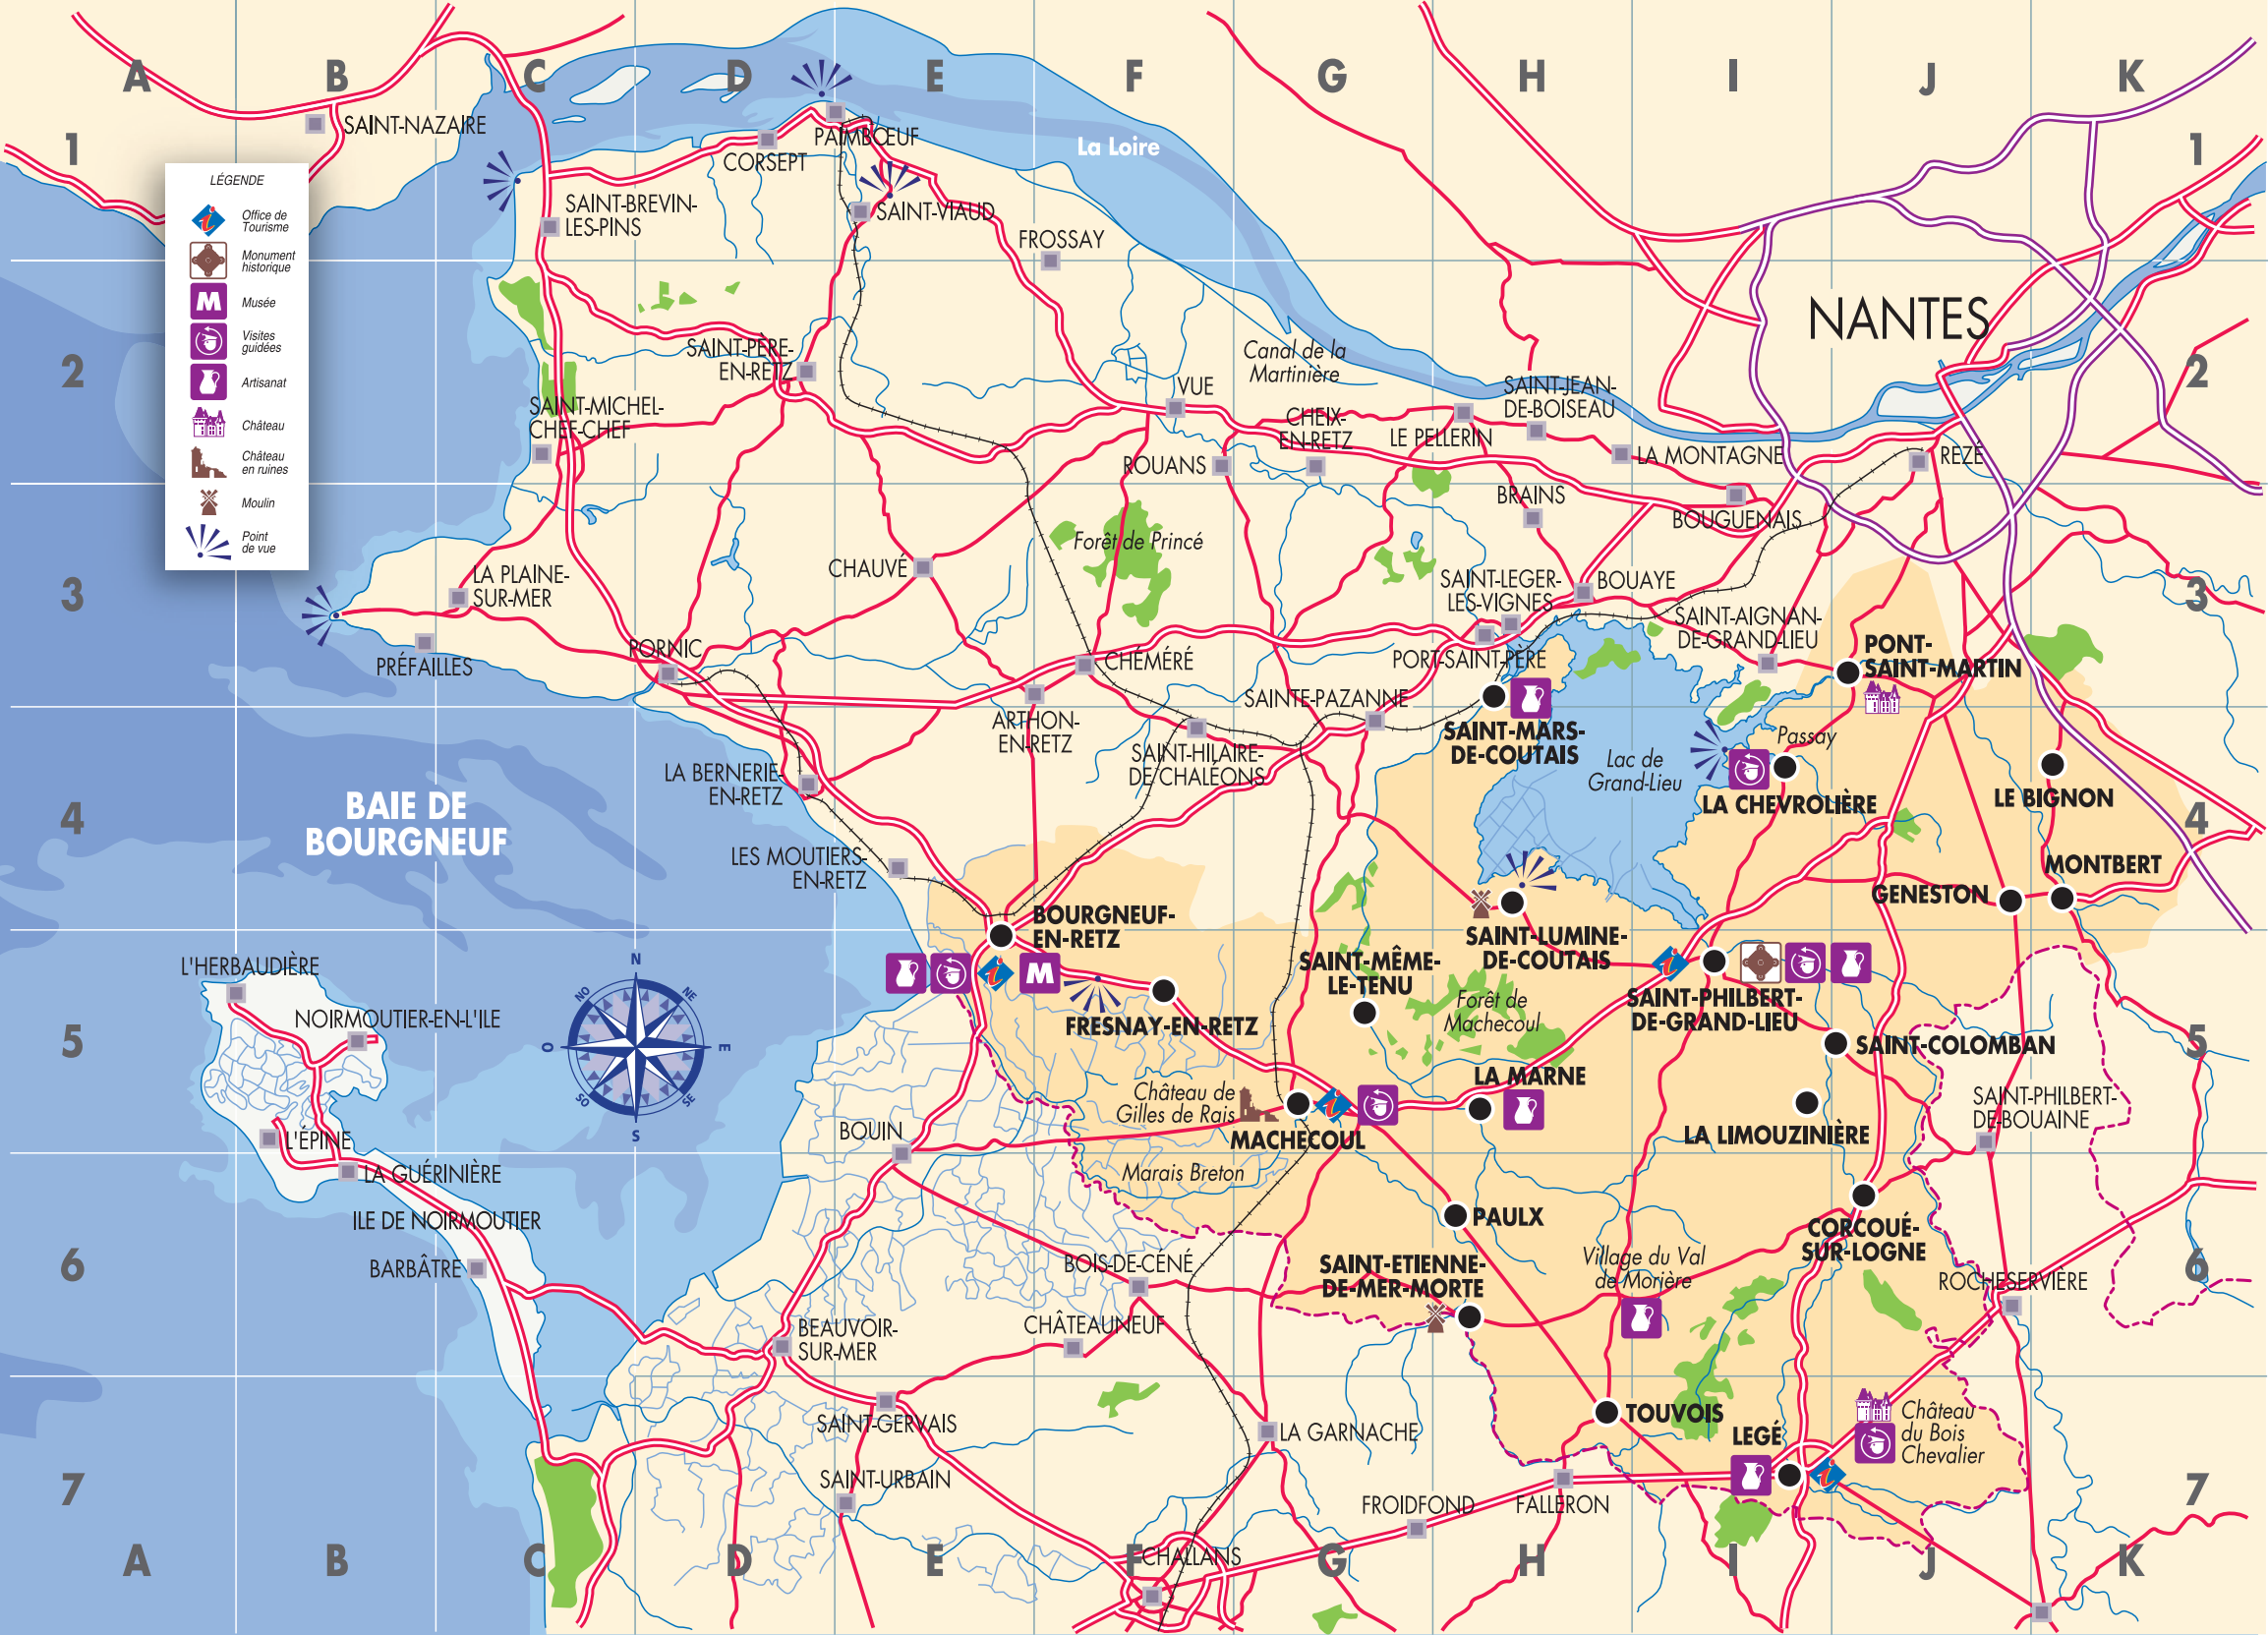 A
B
C
D
E
F
G
H
I
J
K
1
1
SAINT-NAZAIRE
PAIMBŒUF
CORSEPT
La Loire
LÉGENDE
Office de
Tourisme
Monument
historique
M
Musée
Visites
guidées
Artisanat
Château
Château
en ruines
Moulin
Point
de vue
SAINT-BREVIN-
LES-PINS
SAINT-VIAUD
FROSSAY
NANTES
2
2
SAINT-PÈRE-
EN-RETZ
Canal de la
Martinière
VUE
SAINT-JEAN-
DE-BOISEAU
SAINT-MICHEL-
CHEF-CHEF
CHEIX-
EN-RETZ
LE PELLERIN
ROUANS
LA MONTAGNE
REZÉ
BRAINS
BOUGUENAIS
3
3
Forêt de Princé
CHAUVÉ
LA PLAINE-
SUR-MER
SAINT-LEGER-
LES-VIGNES
BOUAYE
SAINT-AIGNAN-
DE-GRAND-LIEU
PRÉFAILLES
PORNIC
CHÉMÉRÉ
PORT-SAINT-PÈRE
PONT-
SAINT-MARTIN
SAINTE-PAZANNE
ARTHON-
EN-RETZ
SAINT-HILAIRE-
DE-CHALÉONS
SAINT-MARS-
DE-COUTAIS
Lac de
Grand-Lieu
Passay
LA CHEVROLIÈRE
LE BIGNON
4
4
BAIE DE
BOURGNEUF
LA BERNERIE-
EN-RETZ
LES MOUTIERS-
EN-RETZ
MONTBERT
GENESTON
BOURGNEUF-
EN-RETZ
M
SAINT-LUMINE-
DE-COUTAIS
SAINT-MÊME-
LE-TENU
Forêt de
Machecoul
SAINT-PHILBERT-
DE-GRAND-LIEU
FRESNAY-EN-RETZ
5
5
L'HERBAUDIÈRE
NOIRMOUTIER-EN-L'ILE
N
NE
E
SE
S
SO
O
NO
SAINT-COLOMBAN
LA MARNE
Château de
Gilles de Rais
MACHECOUL
LA LIMOUZINIÈRE
SAINT-PHILBERT-
DE-BOUAINE
BOUIN
L'ÉPINE
LA GUÉRINIÈRE
Marais Breton
ILE DE NOIRMOUTIER
PAULX
CORCOUÉ-
SUR-LOGNE
6
6
BARBÂTRE
BOIS-DE-CÉNÉ
SAINT-ETIENNE-
DE-MER-MORTE
Village du Val
de Morière
ROCHESERVIÈRE
BEAUVOIR-
SUR-MER
CHÂTEAUNEUF
SAINT-GERVAIS
LA GARNACHE
TOUVOIS
LEGÉ
Château
du Bois
Chevalier
7
7
SAINT-URBAIN
FROIDFOND
FALLERON
CHALLANS
A
B
C
D
E
F
G
H
I
J
K